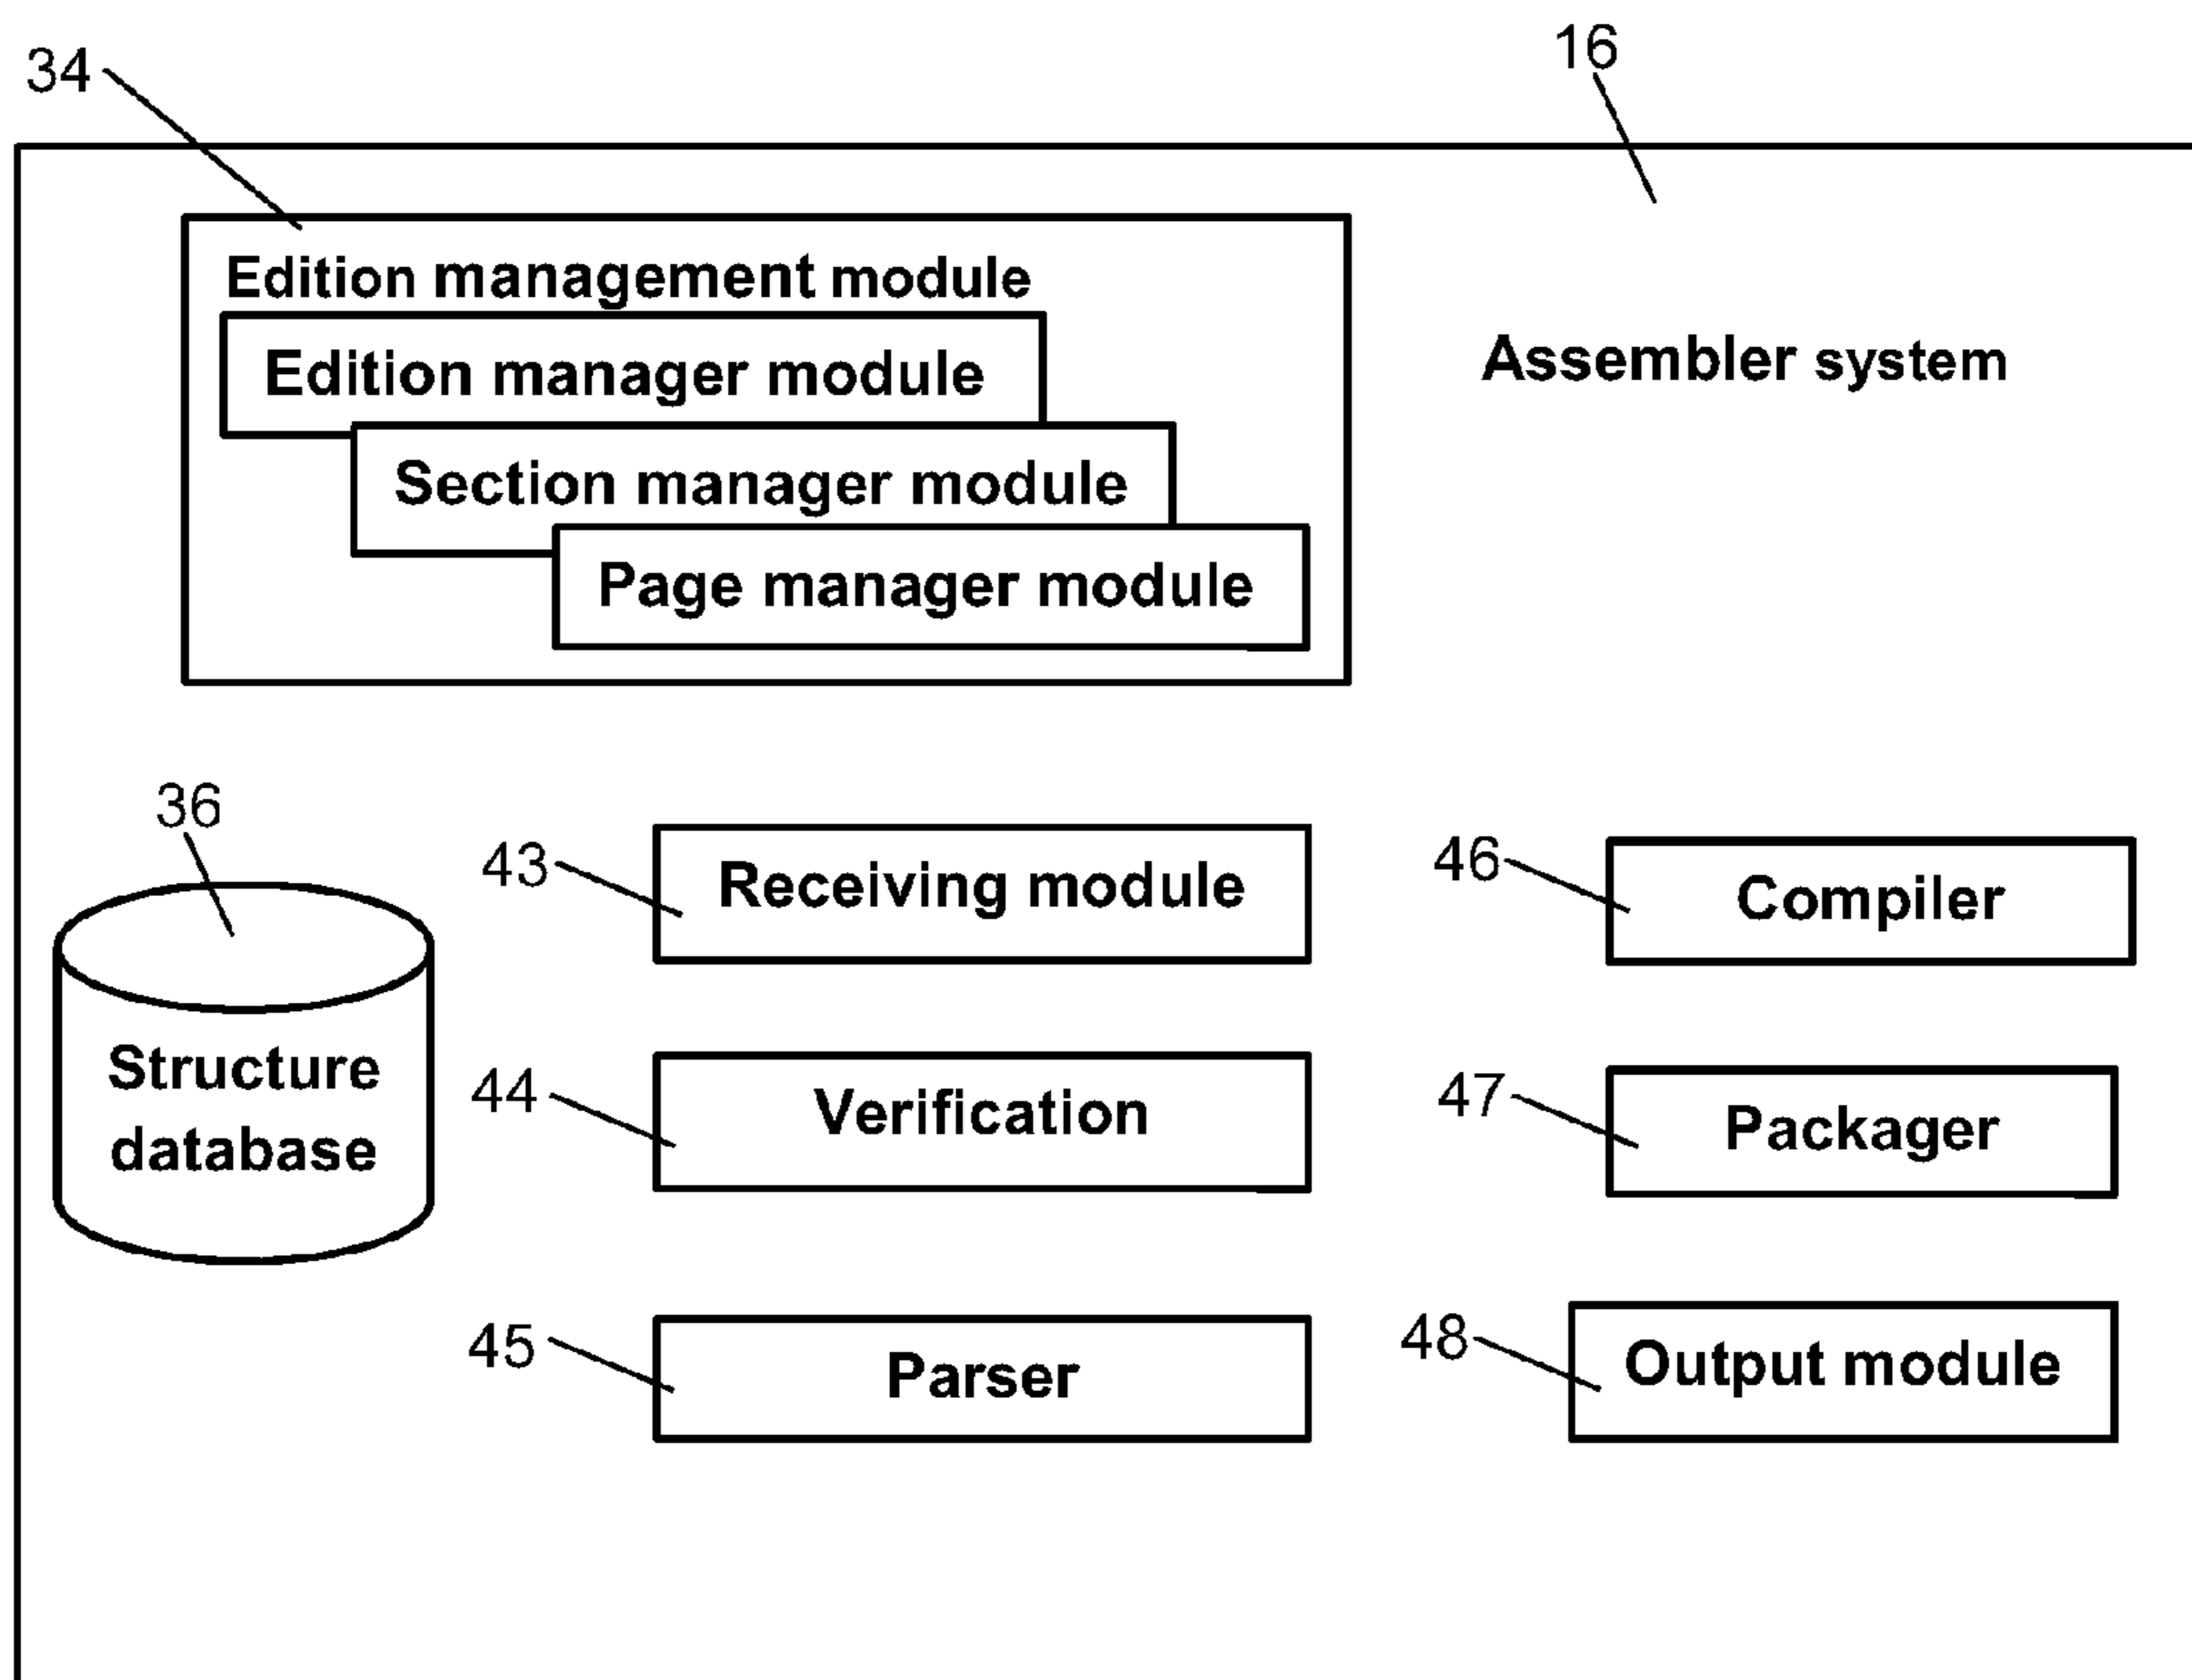 34
16
Edition management module
Edition manager module
Assembler system
Section manager module
Page manager module
36
43
Receiving module
46
Compiler
Structure
database
44
Verification
47
Packager
45
Parser
48
Output module